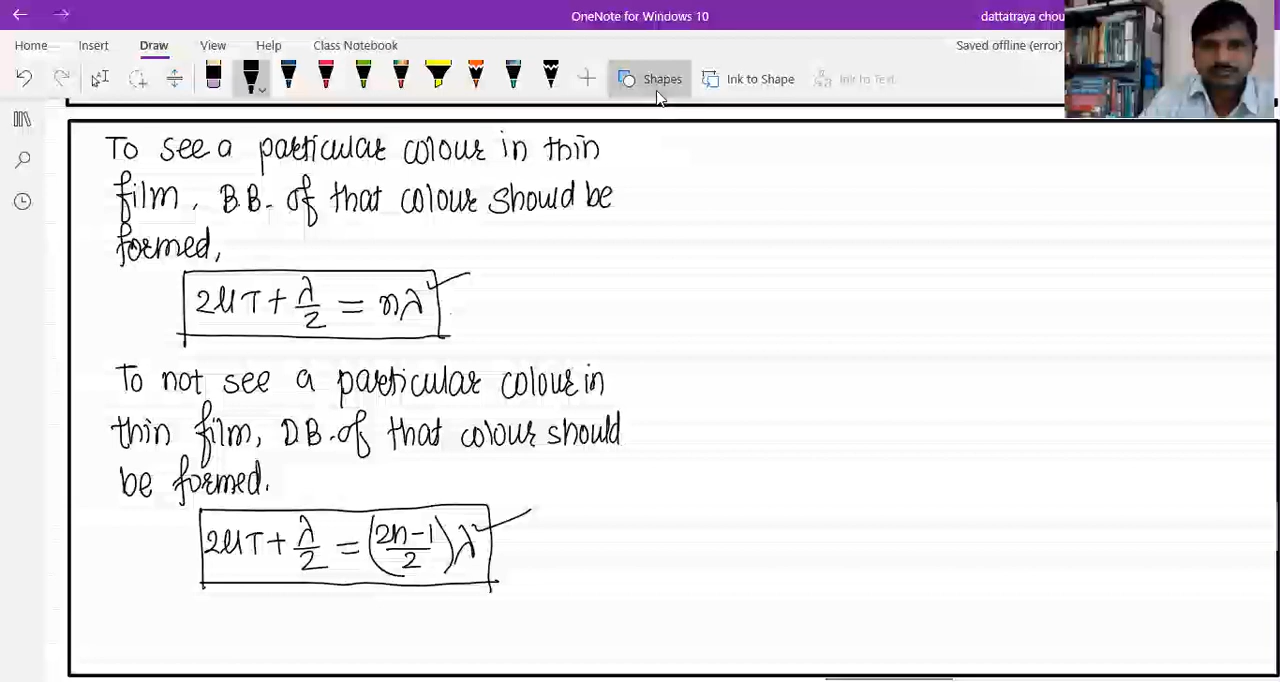 OneNote for Windows 10
dattatraya chou
Home Insert Draw View Help Class Notebook
Saved offline (error)
Shapes Ink to Shape Ink to Text
To see a particular colour in thin
film, B.B. of that colour should be
formed,
2μT + λ/2 = nλ
To not see a particular colour in
thin film, D.B. of that colour should
be formed.
2μT + λ/2 = (2n-1/2)λ